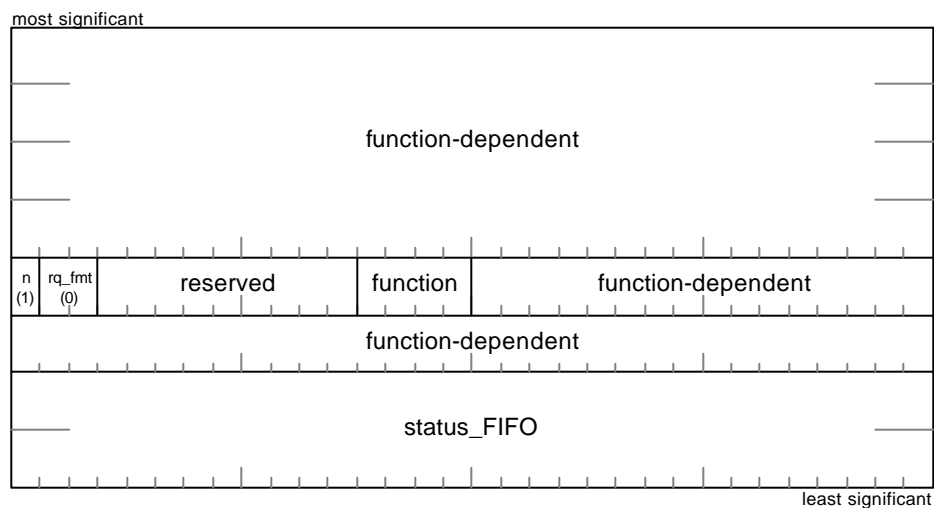 most significant
function-dependent
n rq_fmt reserved function function-dependent
(1) (0)
function-dependent
status_FIFO
least significant